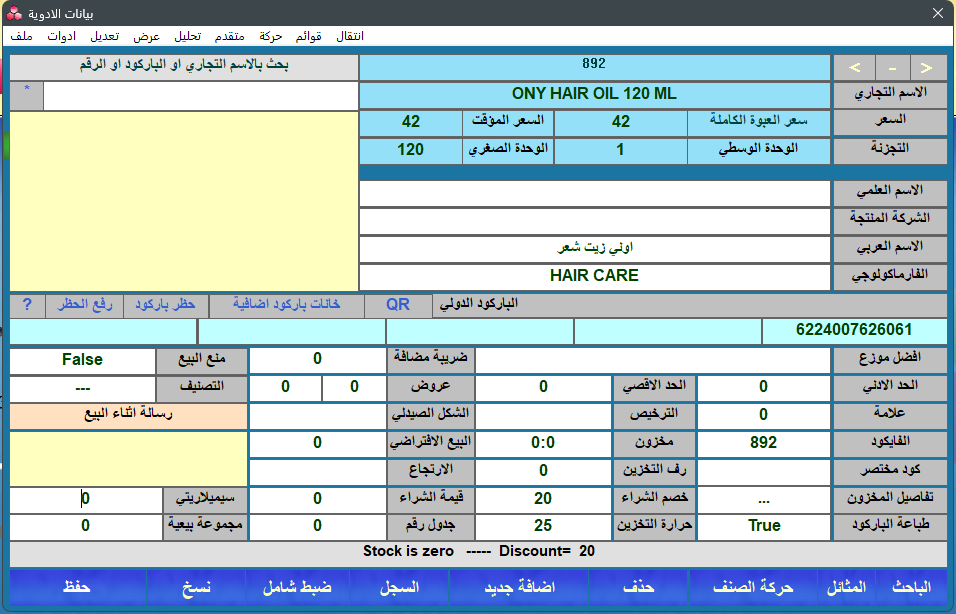 بيانات الادوية
ملف ادوات تعديل عرض تحليل متقدم حركة قوائم انتقال
بحث بالاسم التجاري او الباركود او الرقم
892
< - >
*
الاسم التجاري
ONY HAIR OIL 120 ML
السعر
سعر العبوة الكاملة 42 السعر المؤقت 42
التجزئة
الوحدة الوسطي 1 الوحدة الصغري 120
الاسم العلمي
الشركة المنتجة
الاسم العربي
اوني زيت شعر
الفارماكولوجي
HAIR CARE
الباركود الدولي QR خانات باركود اضافية حظر باركود رفع الحظر ?
6224007626061
افضل موزع ضريبة مضافة 0 منع البيع False
الحد الادني 0 الحد الاقصي 0 عروض 0 0 التصنيف ---
علامة 0 الترخيص الشكل الصيدلي رسالة اثناء البيع
الفايكود 892 مخزون 0:0 البيع الافتراضي 0
كود مختصر رف التخزين 0 الارتجاع
تفاصيل المخزون ... خصم الشراء 20 قيمة الشراء 0 سيميلاريتي 0
طباعة الباركود True حرارة التخزين 25 جدول رقم 0 مجموعة بيعية 0
Stock is zero ----- Discount= 20
الباحث المثائل حركة الصنف حذف اضافة جديد السجل ضبط شامل نسخ حفظ